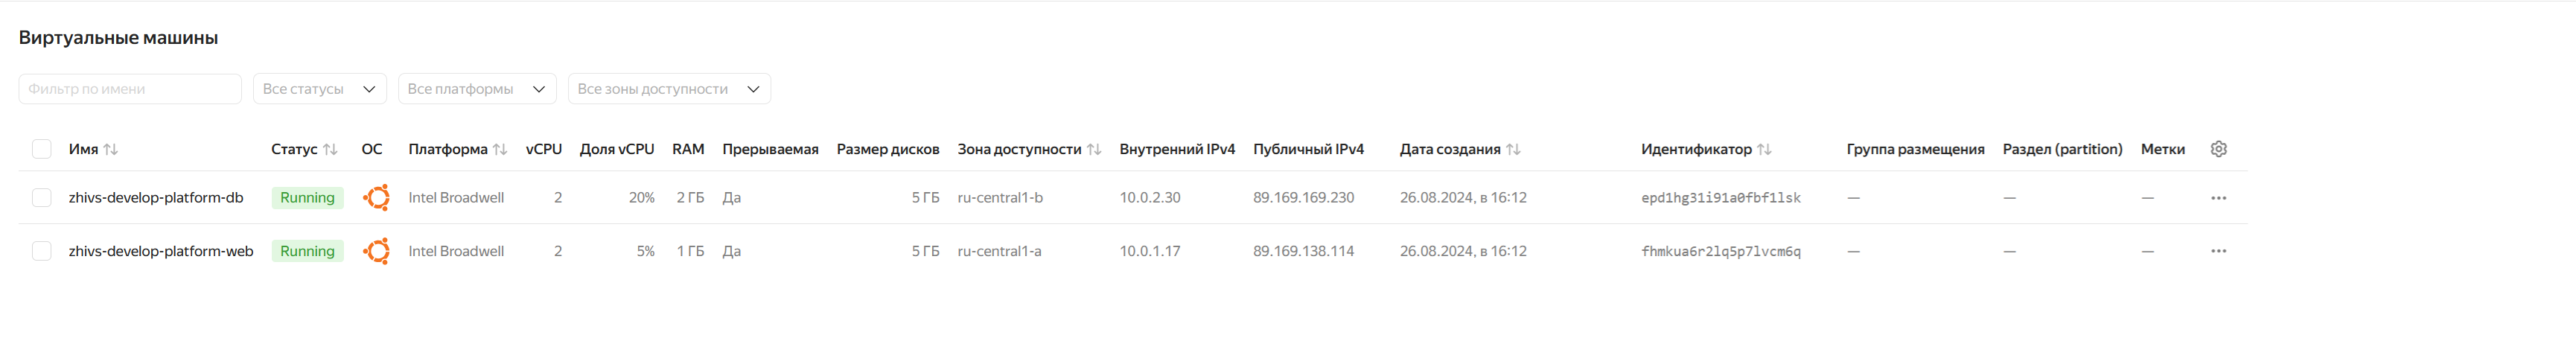 Виртуальные машины
Фильтр по имени Все статусы Все платформы Все зоны доступности
Имя Статус ОС Платформа vCPU Доля vCPU RAM Прерываемая Размер дисков Зона доступности Внутренний IPv4 Публичный IPv4 Дата создания Идентификатор Группа размещения Раздел (partition) Метки
zhivs-develop-platform-db Running Intel Broadwell 2 20% 2 ГБ Да 5 ГБ ru-central1-b 10.0.2.30 89.169.169.230 26.08.2024, в 16:12 epd1hg31i91a0fbf1lsk — — —
zhivs-develop-platform-web Running Intel Broadwell 2 5% 1 ГБ Да 5 ГБ ru-central1-a 10.0.1.17 89.169.138.114 26.08.2024, в 16:12 fhmkua6r2lq5p7lvcm6q — — —